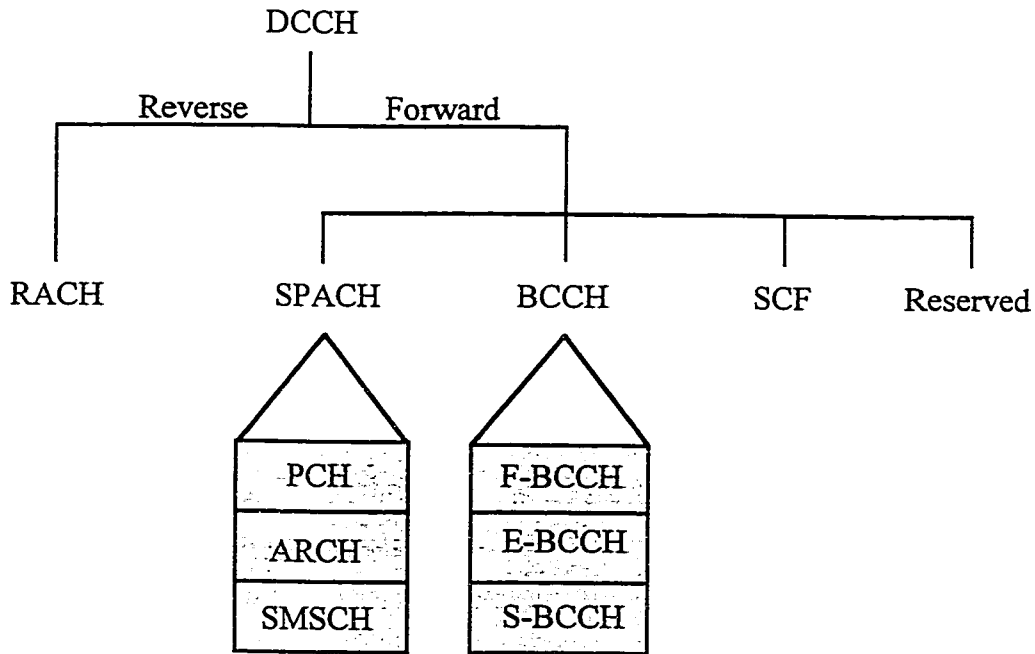 DCCH
Reverse Forward
RACH SPACH BCCH SCF Reserved
PCH F-BCCH
ARCH E-BCCH
SMSCH S-BCCH